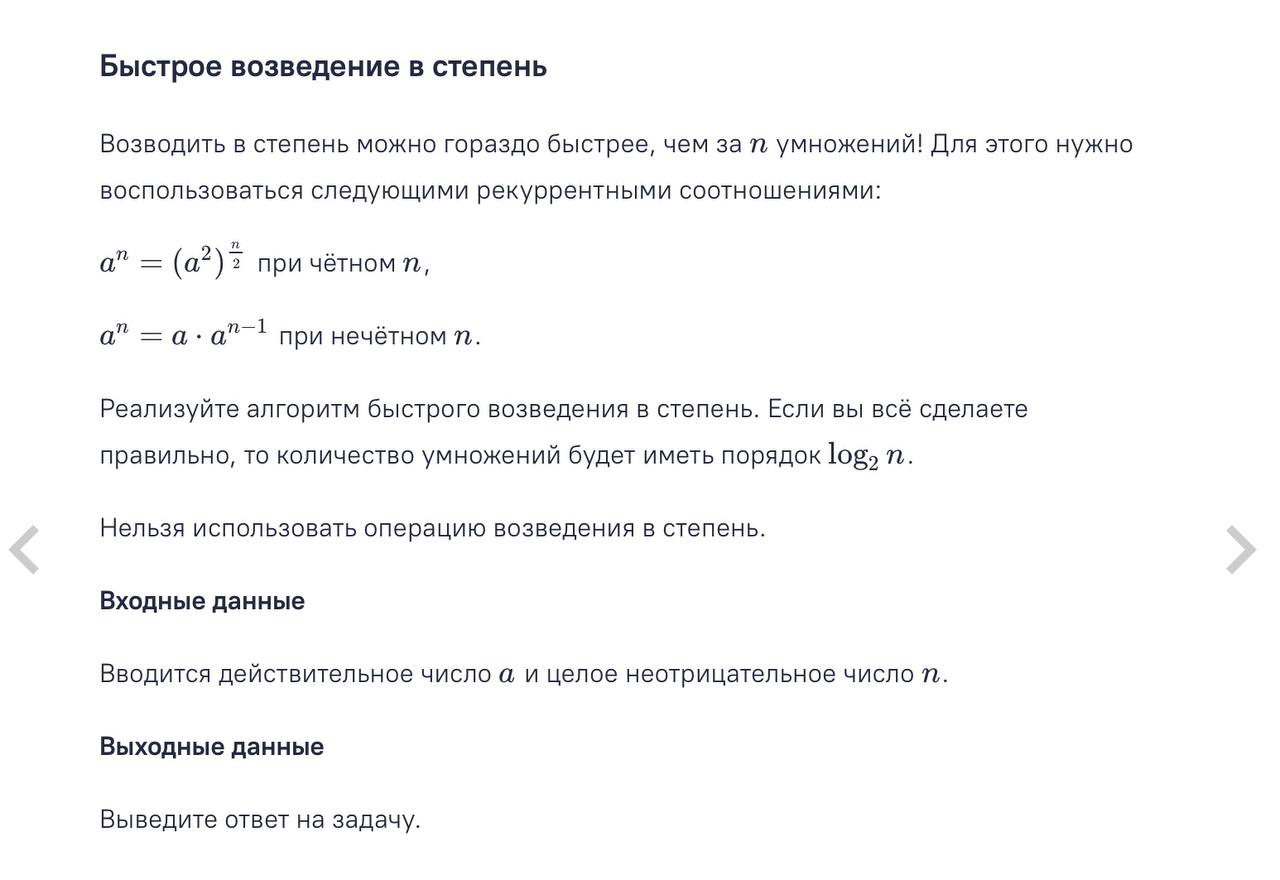 Быстрое возведение в степень
Возводить в степень можно гораздо быстрее, чем за n умножений! Для этого нужно
воспользоваться следующими рекуррентными соотношениями:
a^n = (a^2)^{\frac{n}{2}} при чётном n,
a^n = a · a^{n−1} при нечётном n.
Реализуйте алгоритм быстрого возведения в степень. Если вы всё сделаете
правильно, то количество умножений будет иметь порядок log_2 n.
Нельзя использовать операцию возведения в степень.
Входные данные
Вводится действительное число a и целое неотрицательное число n.
Выходные данные
Выведите ответ на задачу.